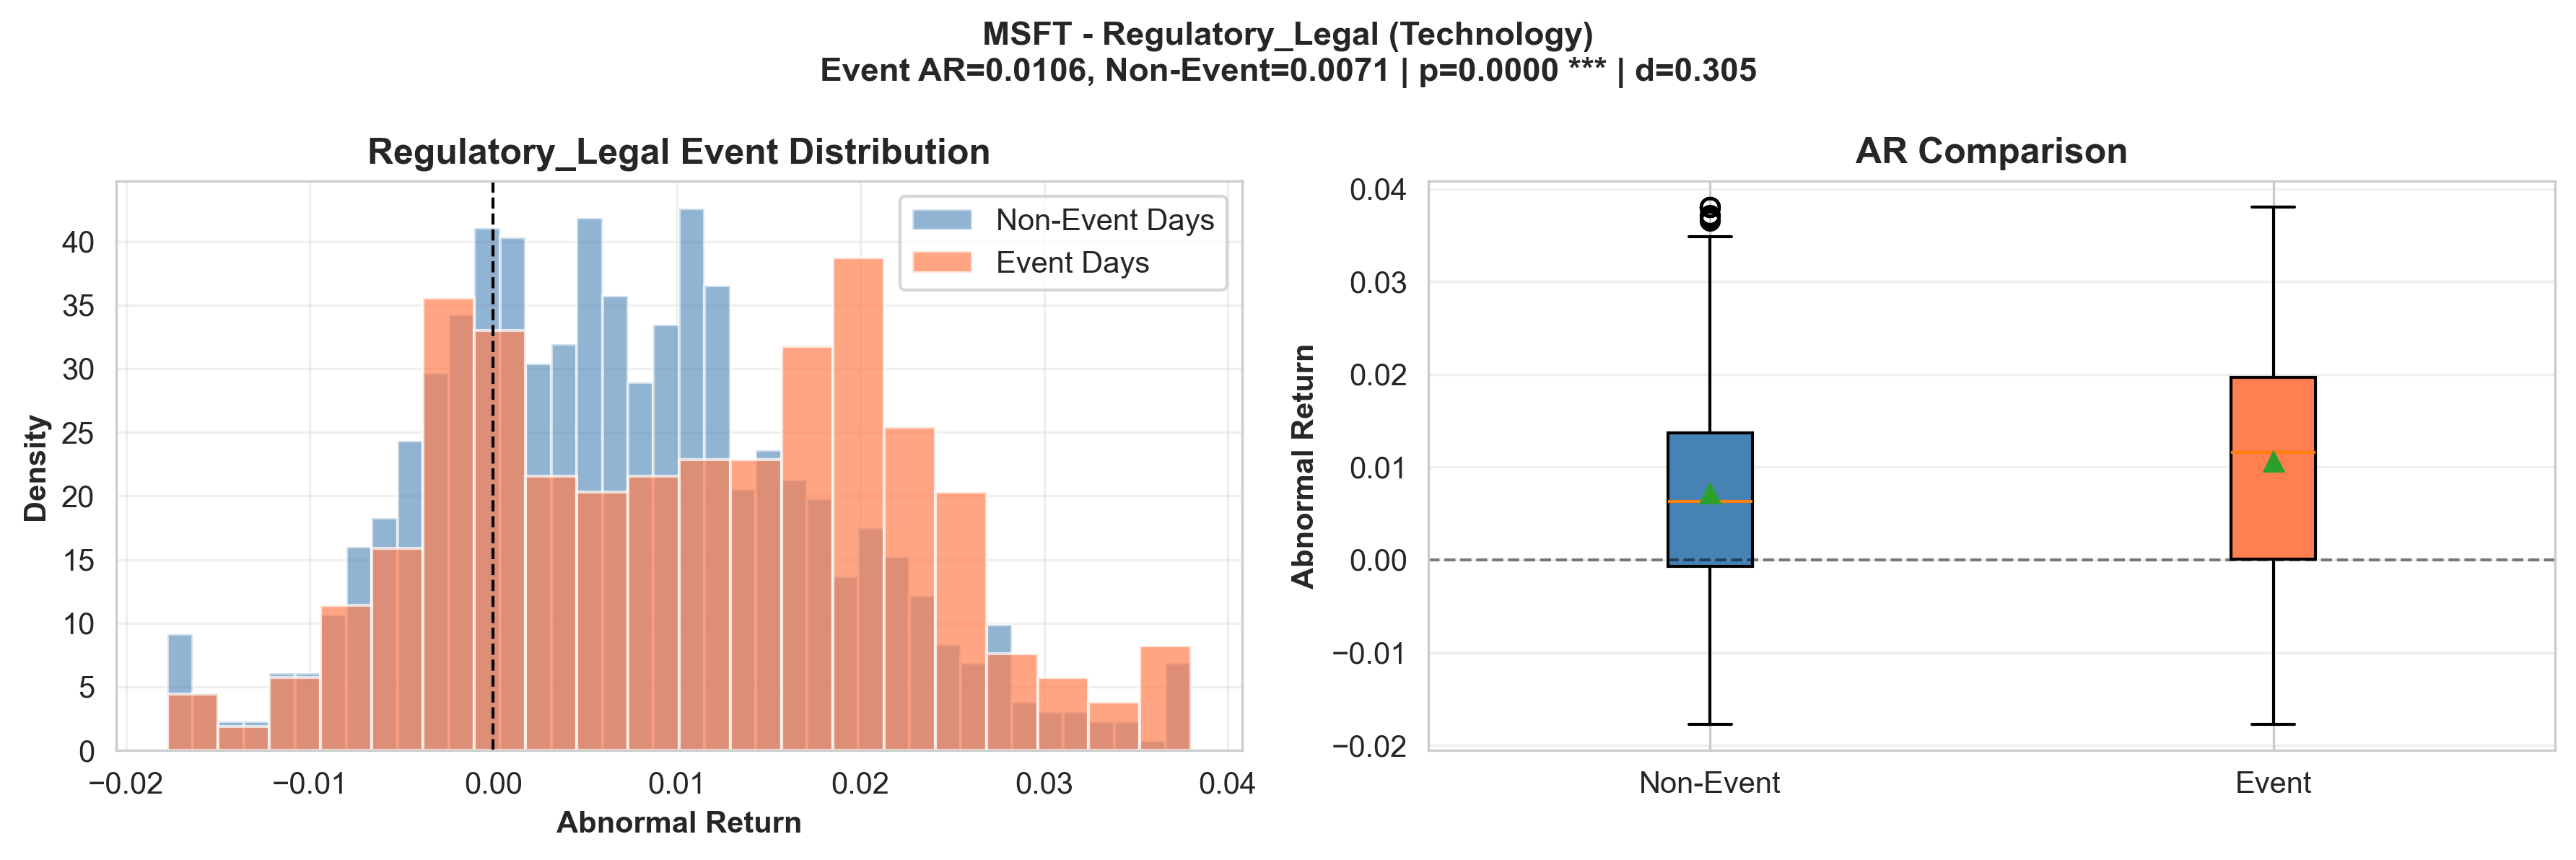 MSFT - Regulatory_Legal (Technology)
Event AR=0.0106, Non-Event=0.0071 | p=0.0000 *** | d=0.305
Regulatory_Legal Event Distribution
Non-Event Days
Event Days
40
35
30
25
20
15
10
5
0
Density
−0.02
−0.01
0.00
0.01
0.02
0.03
0.04
Abnormal Return
AR Comparison
0.04
0.03
0.02
0.01
0.00
−0.01
−0.02
Abnormal Return
Non-Event
Event